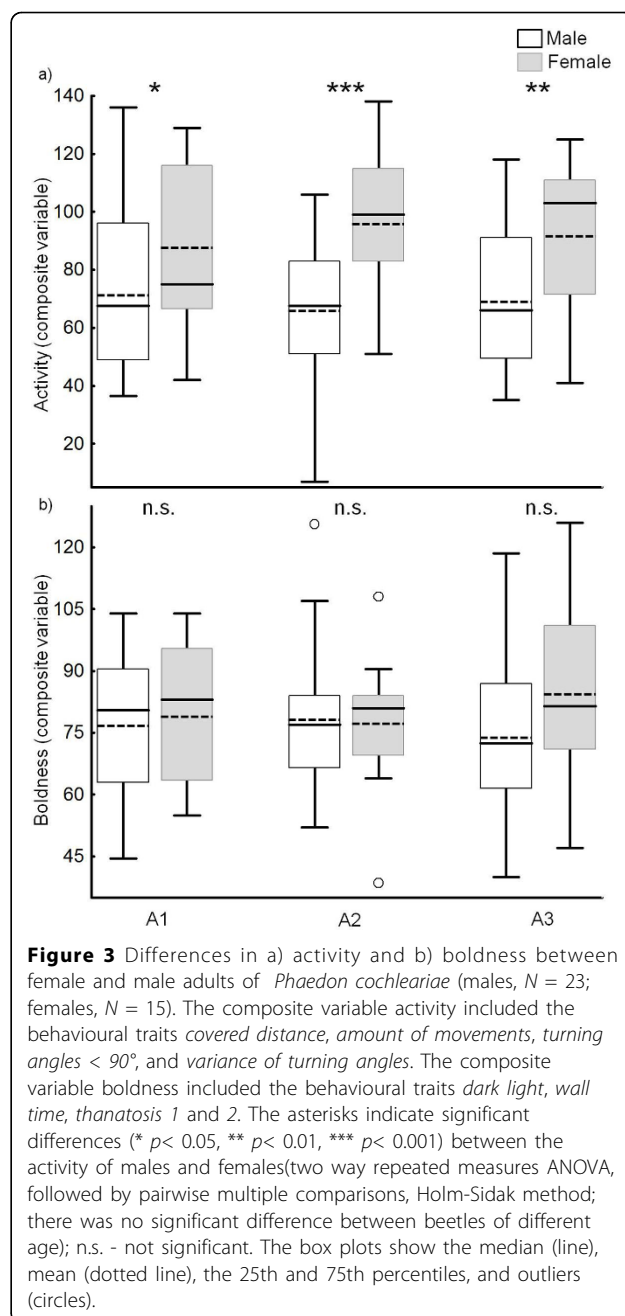 Male
Female
a)
* *** **
140
120
100
80
60
40
20
Activity (composite variable)
b)
n.s. n.s. n.s.
120
105
90
75
60
45
Boldness (composite variable)
A1 A2 A3
Figure 3 Differences in a) activity and b) boldness between
female and male adults of Phaedon cochleariae (males, N = 23;
females, N = 15). The composite variable activity included the
behavioural traits covered distance, amount of movements, turning
angles < 90°, and variance of turning angles. The composite
variable boldness included the behavioural traits dark light, wall
time, thanatosis 1 and 2. The asterisks indicate significant
differences (* p< 0.05, ** p< 0.01, *** p< 0.001) between the
activity of males and females(two way repeated measures ANOVA,
followed by pairwise multiple comparisons, Holm-Sidak method;
there was no significant difference between beetles of different
age); n.s. - not significant. The box plots show the median (line),
mean (dotted line), the 25th and 75th percentiles, and outliers
(circles).